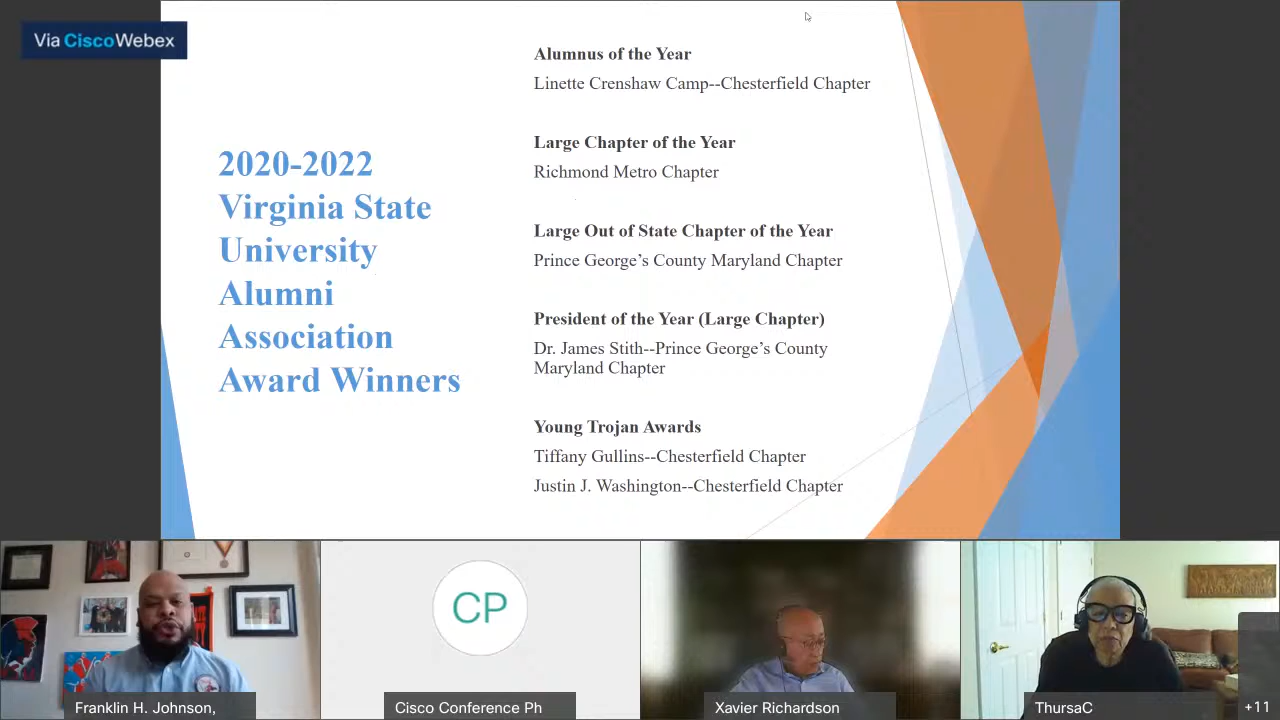 Via Cisco Webex
2020-2022
Virginia State
University
Alumni
Association
Award Winners
Alumnus of the Year
Linette Crenshaw Camp--Chesterfield Chapter
Large Chapter of the Year
Richmond Metro Chapter
Large Out of State Chapter of the Year
Prince George’s County Maryland Chapter
President of the Year (Large Chapter)
Dr. James Stith--Prince George’s County
Maryland Chapter
Young Trojan Awards
Tiffany Gullins--Chesterfield Chapter
Justin J. Washington--Chesterfield Chapter
CP
Franklin H. Johnson,
Cisco Conference Ph
Xavier Richardson
ThursaC
+11